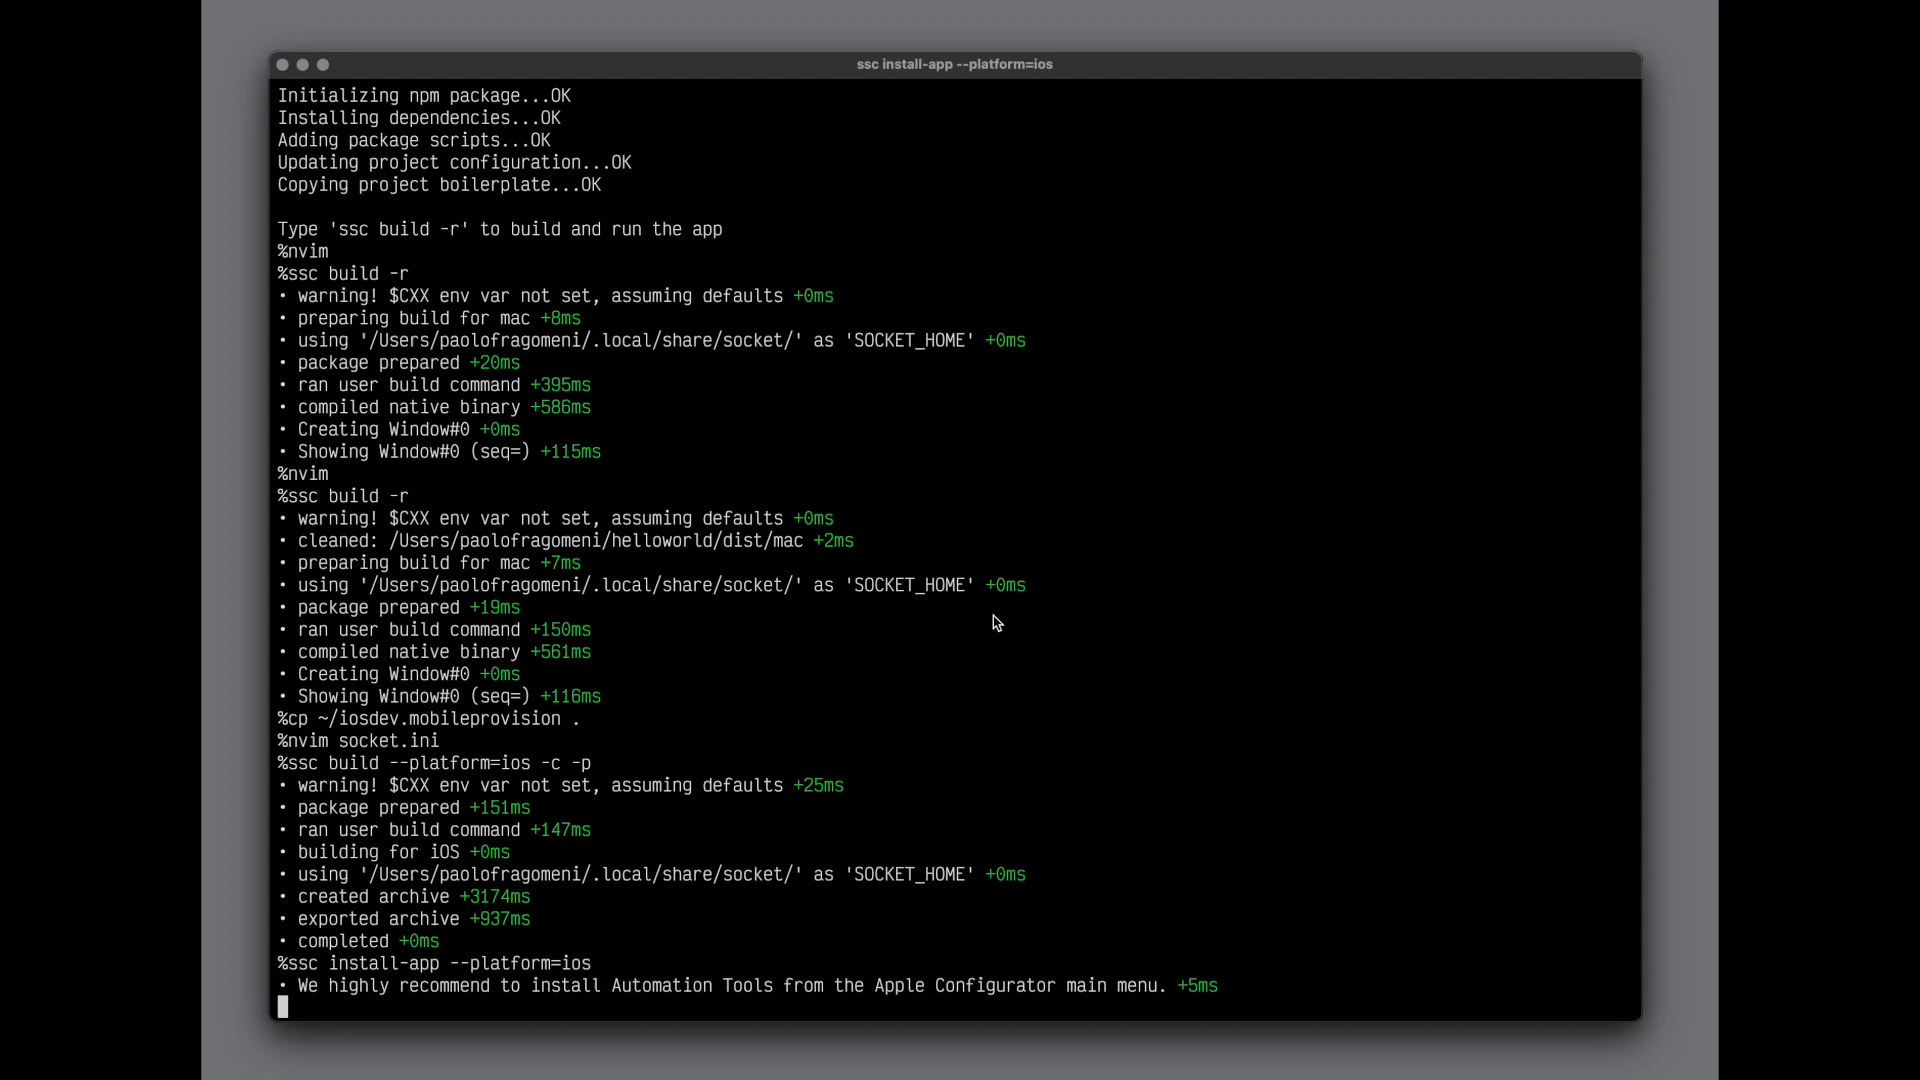 ssc install-app --platform=ios
Initializing npm package...OK
Installing dependencies...OK
Adding package scripts...OK
Updating project configuration...OK
Copying project boilerplate...OK
Type 'ssc build -r' to build and run the app
%nvim
%ssc build -r
• warning! $CXX env var not set, assuming defaults +0ms
• preparing build for mac +8ms
• using '/Users/paolofragomeni/.local/share/socket/' as 'SOCKET_HOME' +0ms
• package prepared +20ms
• ran user build command +395ms
• compiled native binary +586ms
• Creating Window#0 +0ms
• Showing Window#0 (seq=) +115ms
%nvim
%ssc build -r
• warning! $CXX env var not set, assuming defaults +0ms
• cleaned: /Users/paolofragomeni/helloworld/dist/mac +2ms
• preparing build for mac +7ms
• using '/Users/paolofragomeni/.local/share/socket/' as 'SOCKET_HOME' +0ms
• package prepared +19ms
• ran user build command +150ms
• compiled native binary +561ms
• Creating Window#0 +0ms
• Showing Window#0 (seq=) +116ms
%cp ~/iosdev.mobileprovision .
%nvim socket.ini
%ssc build --platform=ios -c -p
• warning! $CXX env var not set, assuming defaults +25ms
• package prepared +151ms
• ran user build command +147ms
• building for iOS +0ms
• using '/Users/paolofragomeni/.local/share/socket/' as 'SOCKET_HOME' +0ms
• created archive +3174ms
• exported archive +937ms
• completed +0ms
%ssc install-app --platform=ios
• We highly recommend to install Automation Tools from the Apple Configurator main menu. +5ms